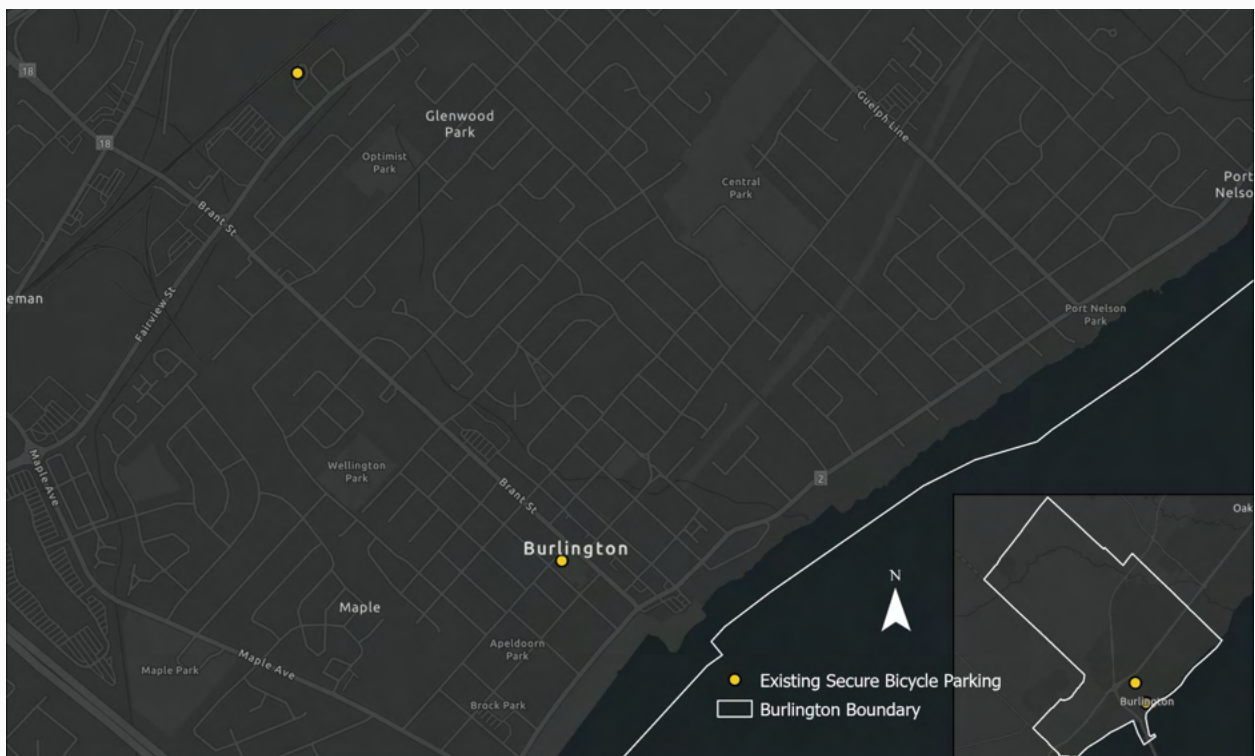 18
Glenwood
Park
18
Optimist
Park
Guelph Line
Central
Park
Port
Nelso
Brant St
eman
Fairview St
Port Nelson
Park
Maple Ave
Wellington
Park
Brant St
2
Burlington
Oak
N
Maple
Apeldoorn
Park
Maple Ave
Maple Park
Brock Park
Existing Secure Bicycle Parking
Burlington Boundary
Burlington